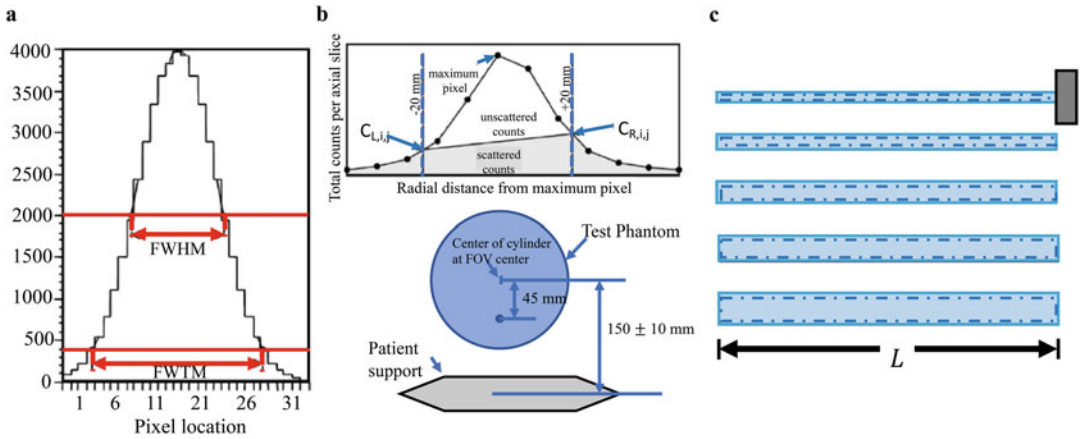 a
4000
3500
3000
2500
2000
1500
1000
500
0
FWHM
FWTM
1 6 11 16 21 26 31
Pixel location
b
Total counts per axial slice
maximum
pixel
-20 mm
+20 mm
C_L,i,j
C_R,i,j
unscattered
counts
scattered
counts
Radial distance from maximum pixel
Center of cylinder
at FOV center
Test Phantom
45 mm
150 ± 10 mm
Patient
support
c
L